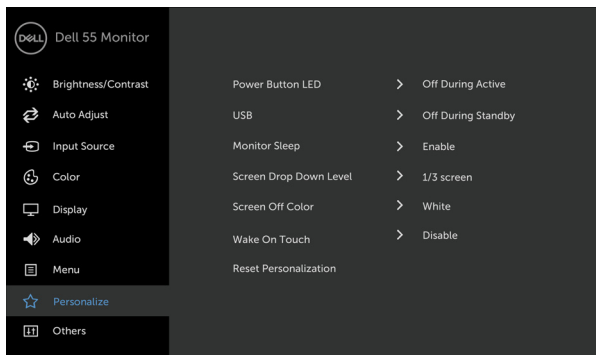 DELL Dell 55 Monitor
Brightness/Contrast
Auto Adjust
Input Source
Color
Display
Audio
Menu
Personalize
Others
Power Button LED > Off During Active
USB > Off During Standby
Monitor Sleep > Enable
Screen Drop Down Level > 1/3 screen
Screen Off Color > White
Wake On Touch > Disable
Reset Personalization